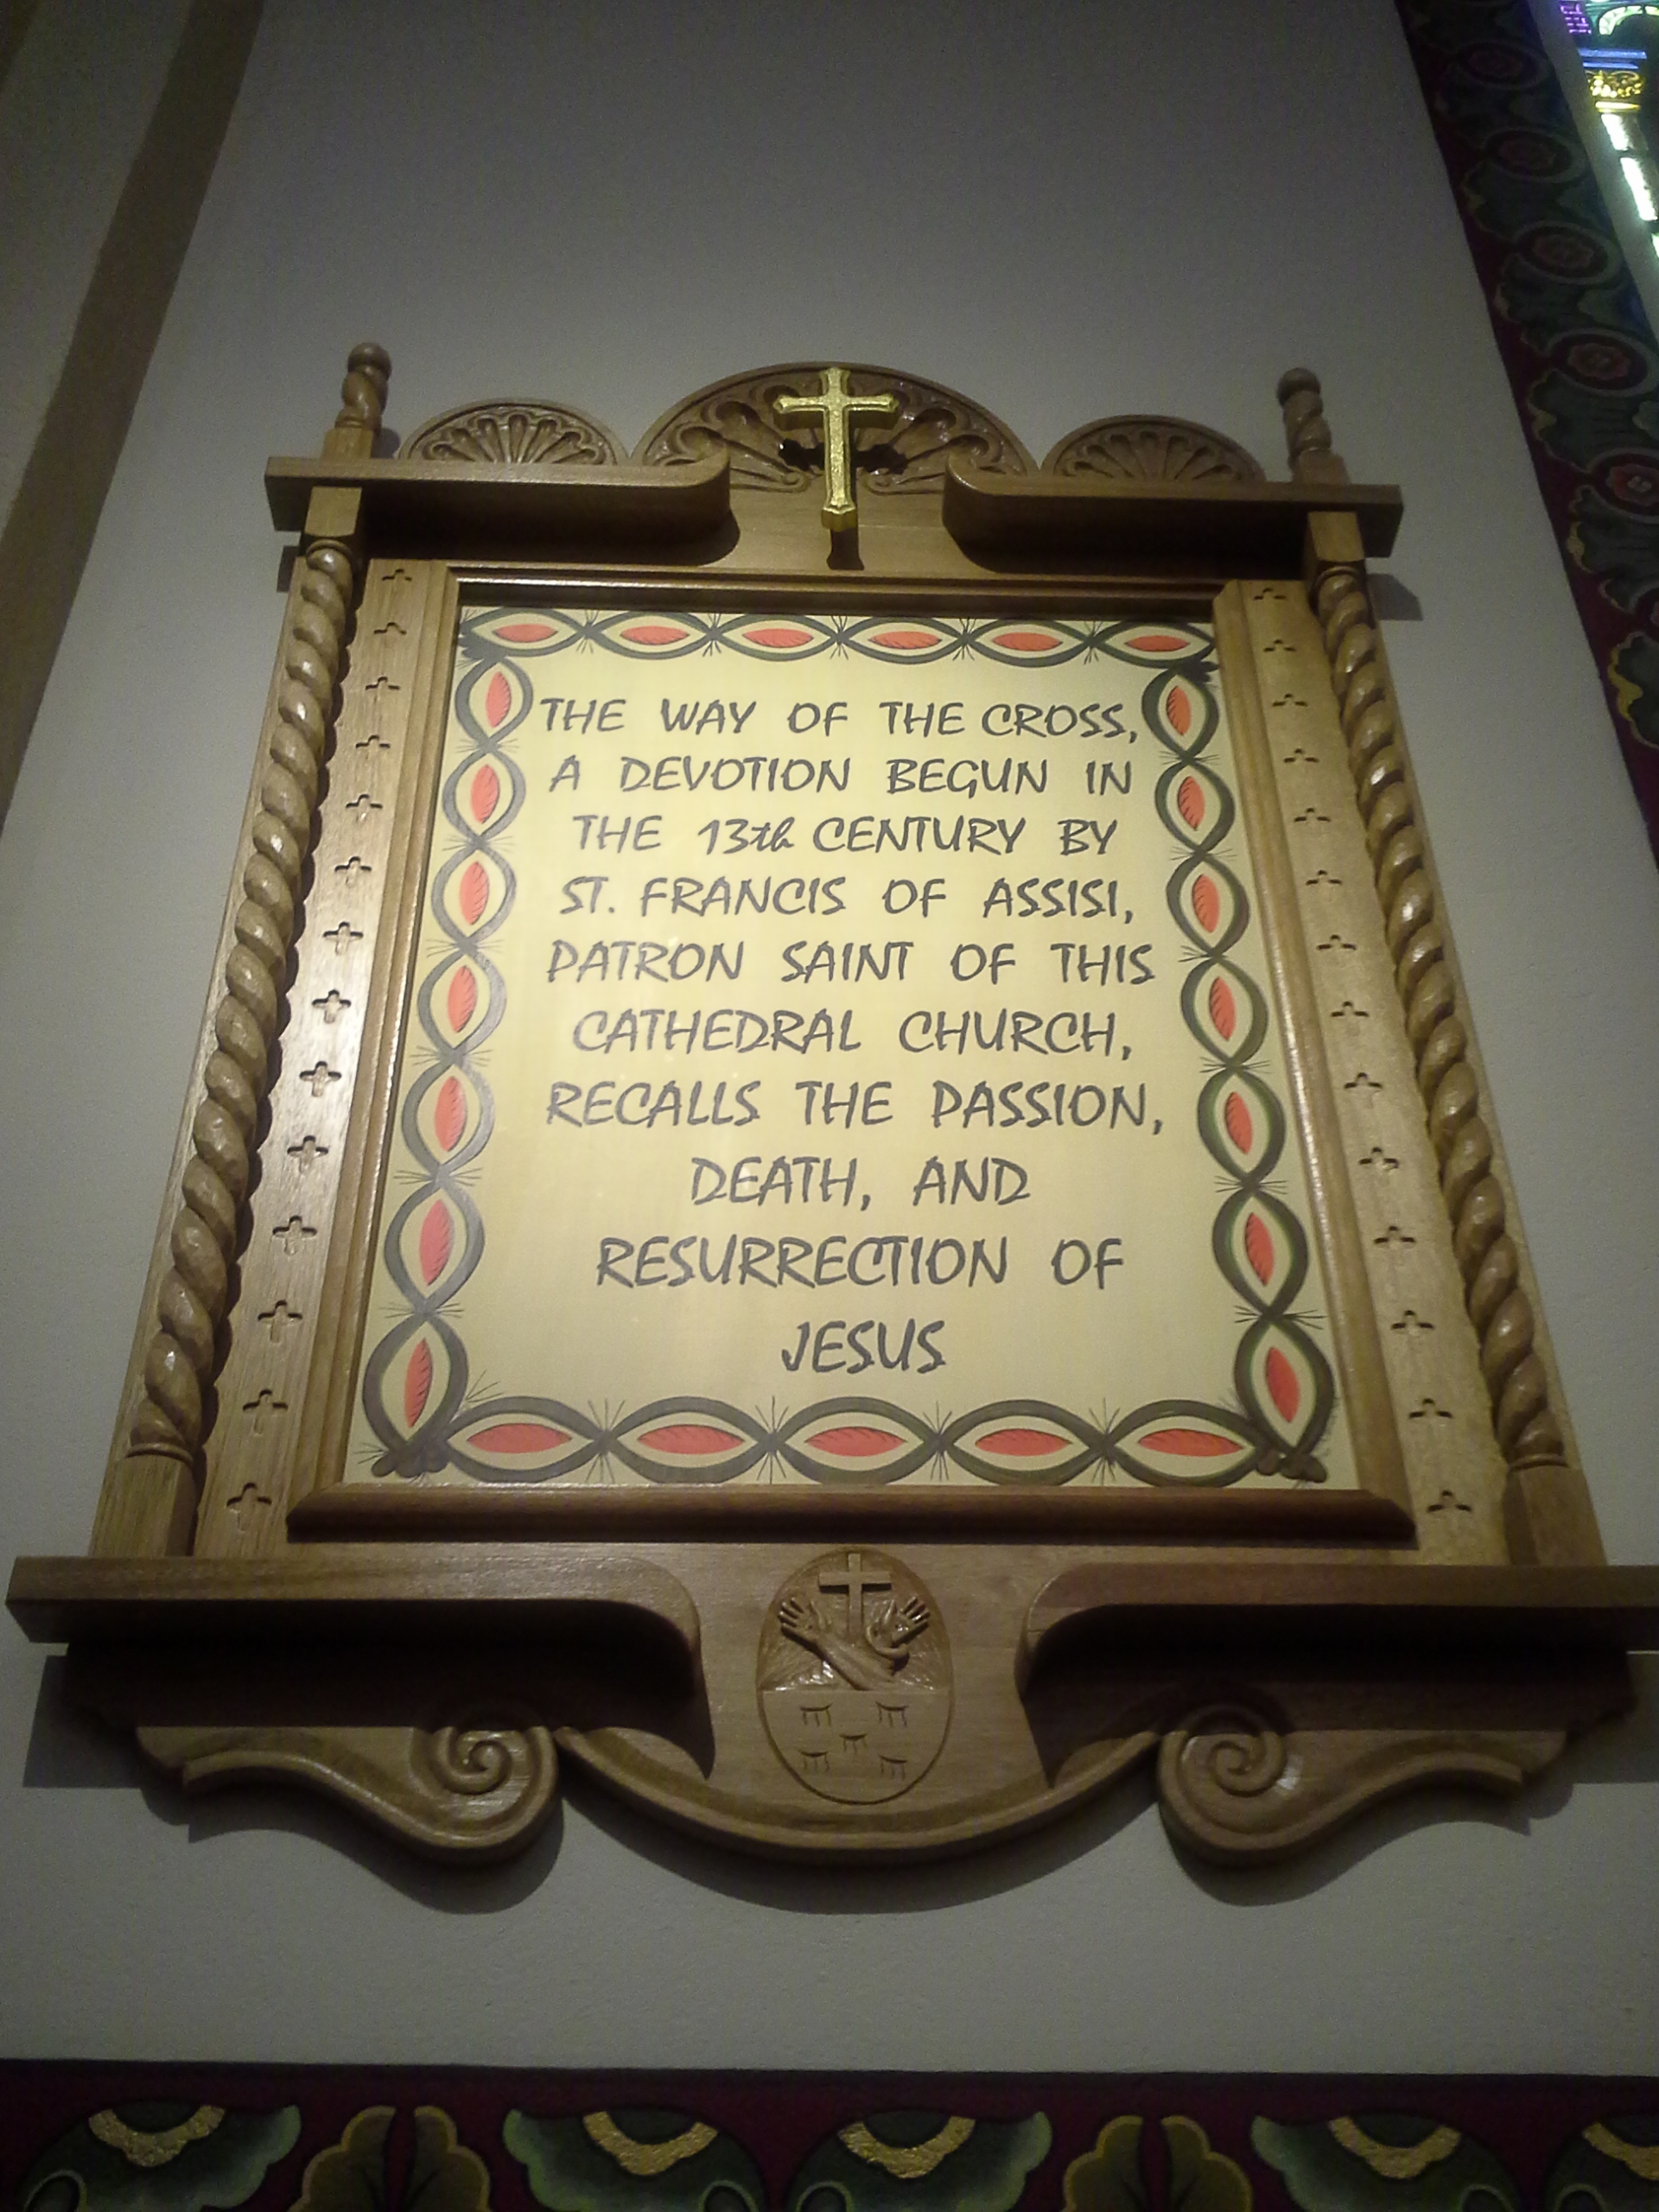 THE WAY OF THE CROSS,
A DEVOTION BEGUN IN
THE 13th CENTURY BY
ST. FRANCIS OF ASSISI,
PATRON SAINT OF THIS
CATHEDRAL CHURCH,
RECALLS THE PASSION,
DEATH, AND
RESURRECTION OF
JESUS